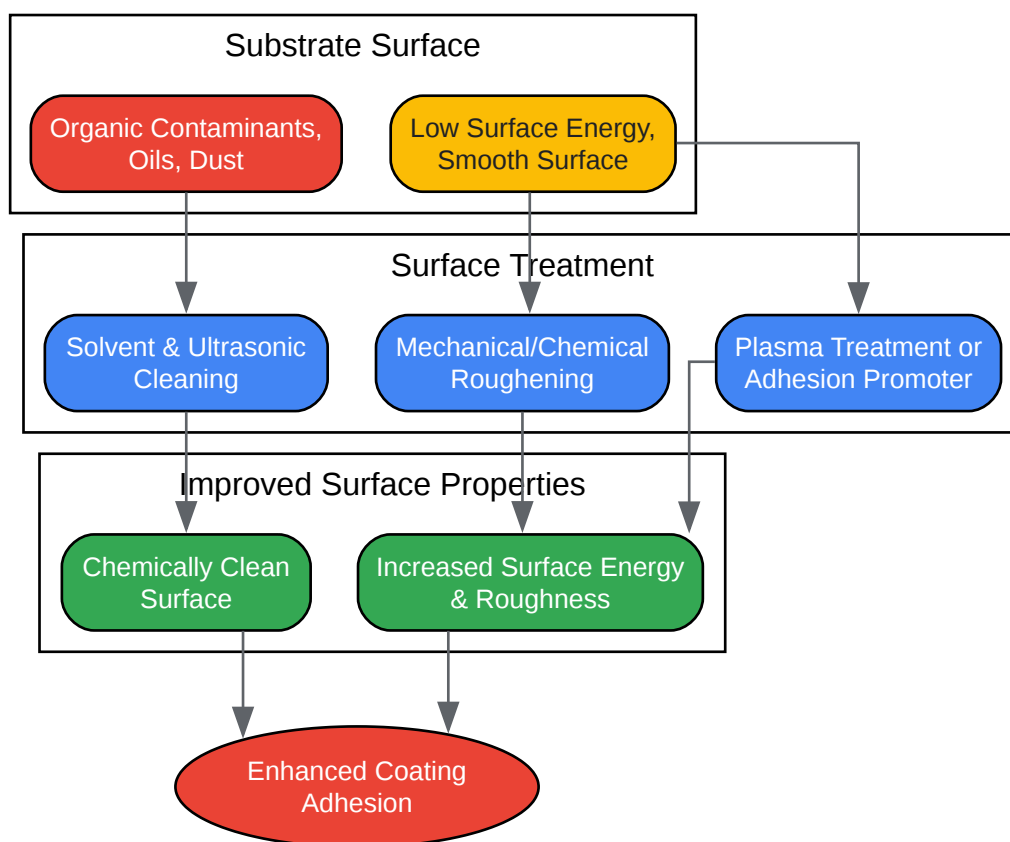 Substrate Surface
Organic Contaminants,
Oils, Dust
Low Surface Energy,
Smooth Surface
Surface Treatment
Solvent & Ultrasonic
Cleaning
Mechanical/Chemical
Roughening
Plasma Treatment or
Adhesion Promoter
Improved Surface Properties
Chemically Clean
Surface
Increased Surface Energy
& Roughness
Enhanced Coating
Adhesion